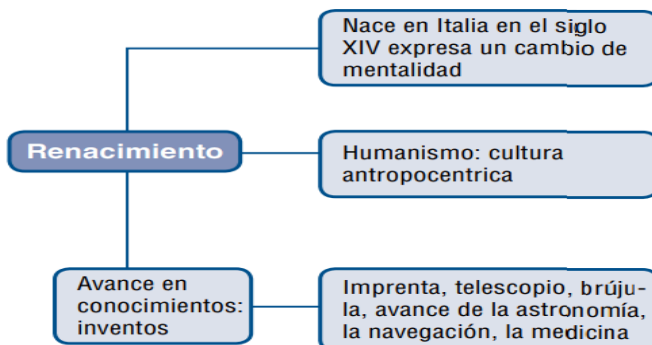 Nace en Italia en el siglo
XIV expresa un cambio de
mentalidad
Renacimiento
Humanismo: cultura
antropocentrica
Avance en
conocimientos:
inventos
Imprenta, telescopio, brúju-
la, avance de la astronomía,
la navegación, la medicina